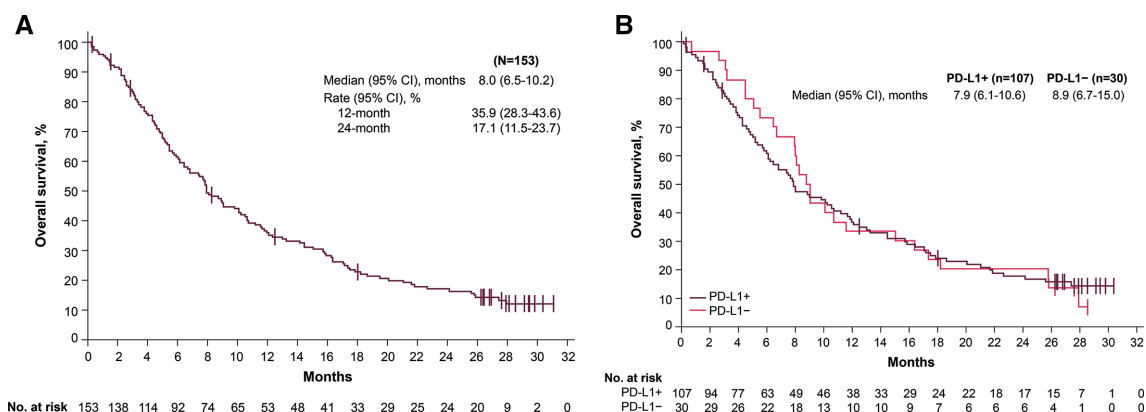 A
(N=153)
Median (95% CI), months 8.0 (6.5-10.2)
Rate (95% CI), %
12-month 35.9 (28.3-43.6)
24-month 17.1 (11.5-23.7)
Overall survival, %
100
90
80
70
60
50
40
30
20
10
0
0 2 4 6 8 10 12 14 16 18 20 22 24 26 28 30 32
Months
No. at risk 153 138 114 92 74 65 53 48 41 33 29 25 24 20 9 2 0
B
PD-L1+ (n=107) PD-L1− (n=30)
Median (95% CI), months 7.9 (6.1-10.6) 8.9 (6.7-15.0)
Overall survival, %
100
90
80
70
60
50
40
30
20
10
0
PD-L1+
PD-L1−
0 2 4 6 8 10 12 14 16 18 20 22 24 26 28 30 32
Months
No. at risk
PD-L1+ 107 94 77 63 49 46 38 33 29 24 22 18 17 15 7 1 0
PD-L1− 30 29 26 22 18 13 10 10 9 7 6 6 6 4 1 0 0